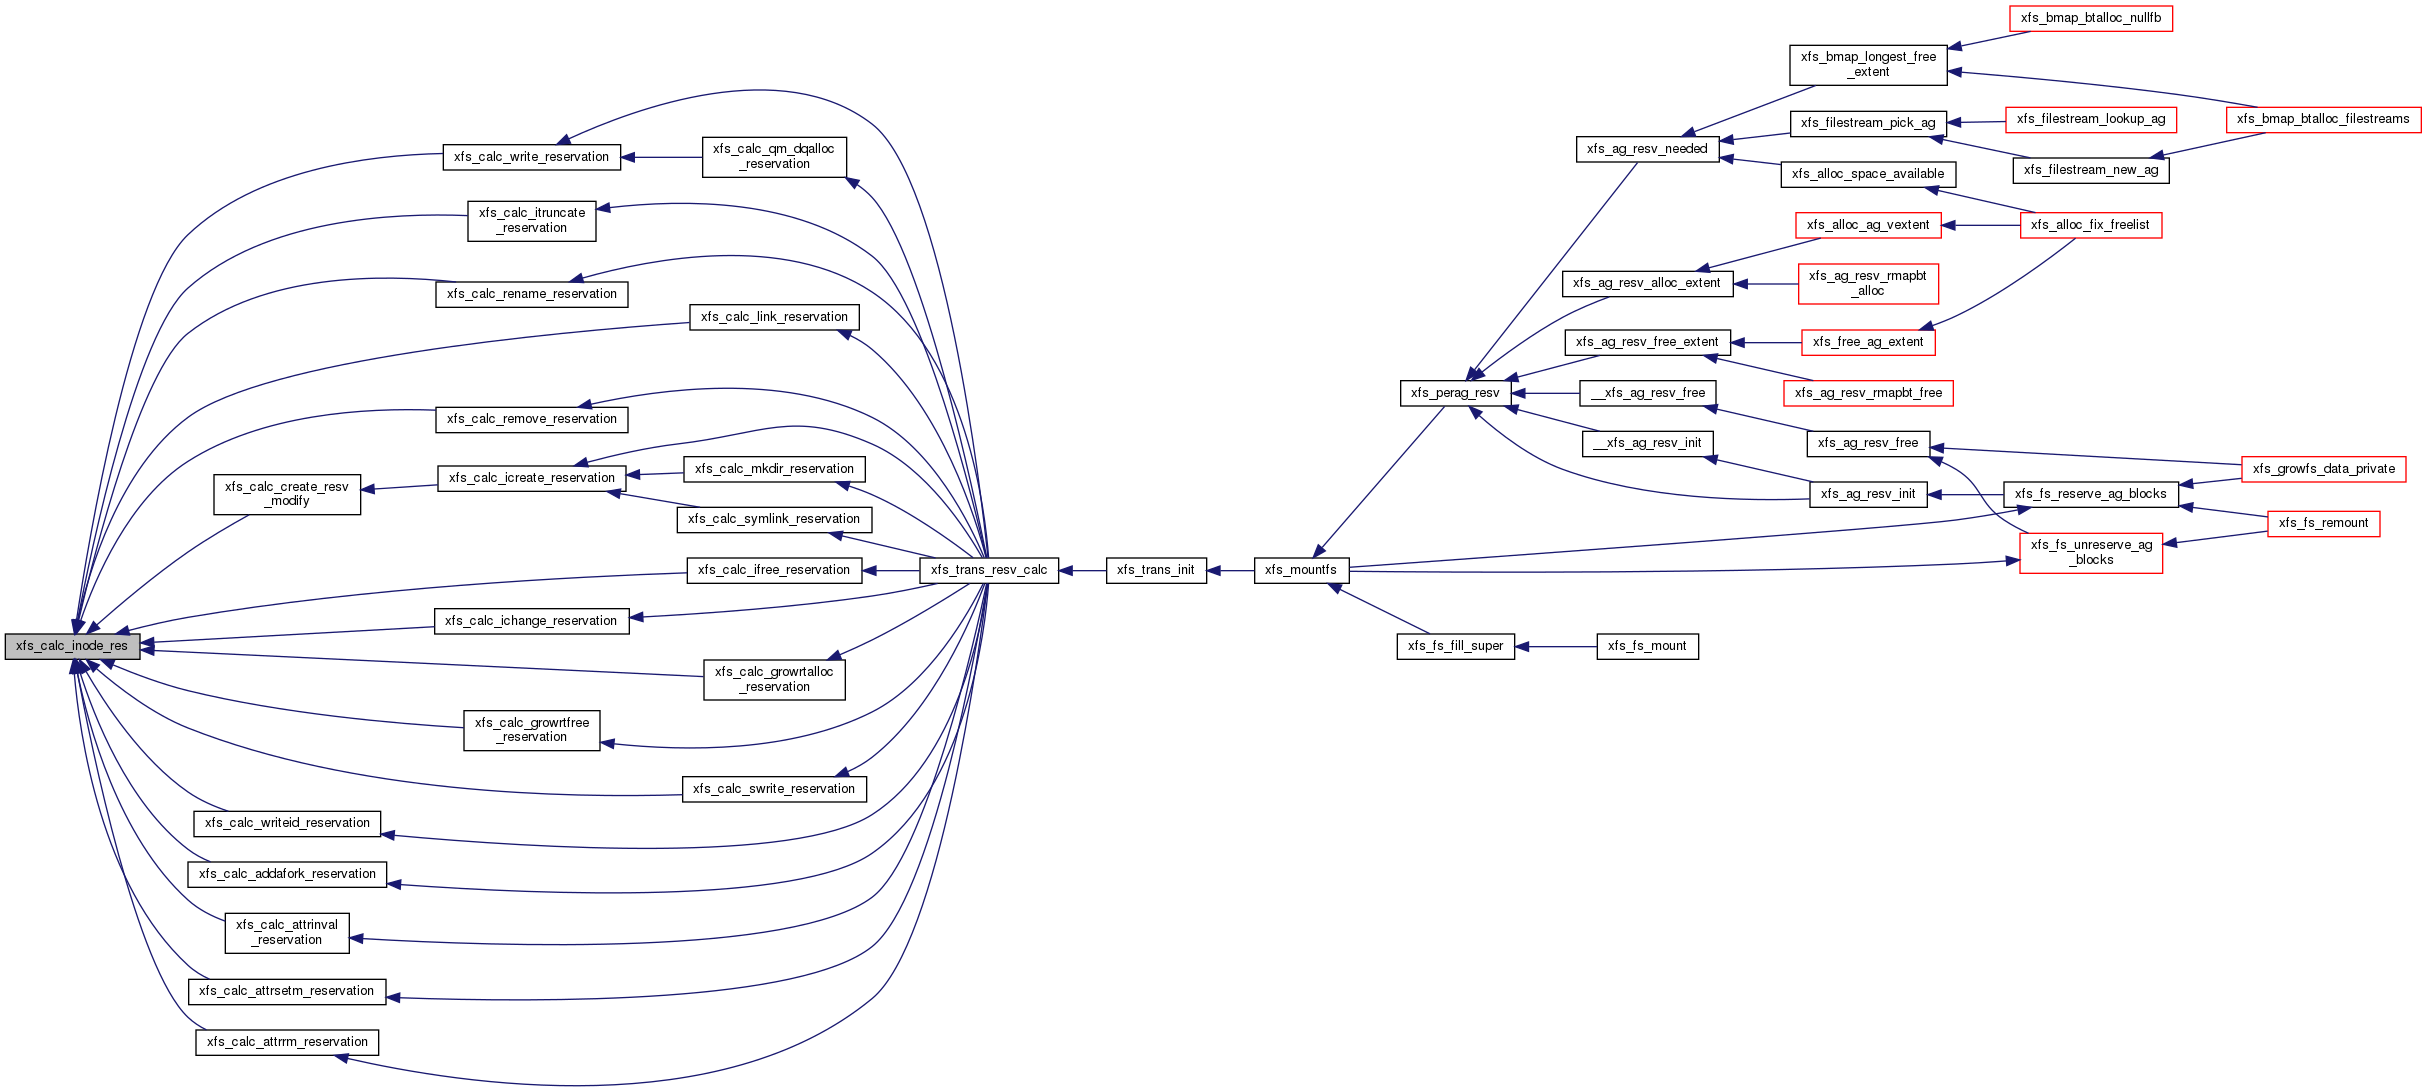 xfs_bmap_btalloc_nullfb
xfs_bmap_longest_free
_extent
xfs_bmap_btalloc_filestreams
xfs_filestream_lookup_ag
xfs_filestream_pick_ag
xfs_ag_resv_needed
xfs_filestream_new_ag
xfs_alloc_space_available
xfs_calc_write_reservation
xfs_calc_qm_dqalloc
_reservation
xfs_calc_itruncate
_reservation
xfs_alloc_ag_vextent
xfs_alloc_fix_freelist
xfs_ag_resv_alloc_extent
xfs_ag_resv_rmapbt
_alloc
xfs_calc_rename_reservation
xfs_calc_link_reservation
xfs_ag_resv_free_extent
xfs_free_ag_extent
xfs_perag_resv
__xfs_ag_resv_free
xfs_ag_resv_rmapbt_free
xfs_calc_remove_reservation
__xfs_ag_resv_init
xfs_ag_resv_free
xfs_calc_create_resv
_modify
xfs_calc_icreate_reservation
xfs_calc_mkdir_reservation
xfs_growfs_data_private
xfs_ag_resv_init
xfs_fs_reserve_ag_blocks
xfs_calc_symlink_reservation
xfs_fs_remount
xfs_fs_unreserve_ag
_blocks
xfs_calc_ifree_reservation
xfs_trans_resv_calc
xfs_trans_init
xfs_mountfs
xfs_calc_inode_res
xfs_calc_ichange_reservation
xfs_fs_fill_super
xfs_fs_mount
xfs_calc_growrtalloc
_reservation
xfs_calc_growrtfree
_reservation
xfs_calc_swrite_reservation
xfs_calc_writeid_reservation
xfs_calc_addafork_reservation
xfs_calc_attrinval
_reservation
xfs_calc_attrsetm_reservation
xfs_calc_attrrm_reservation